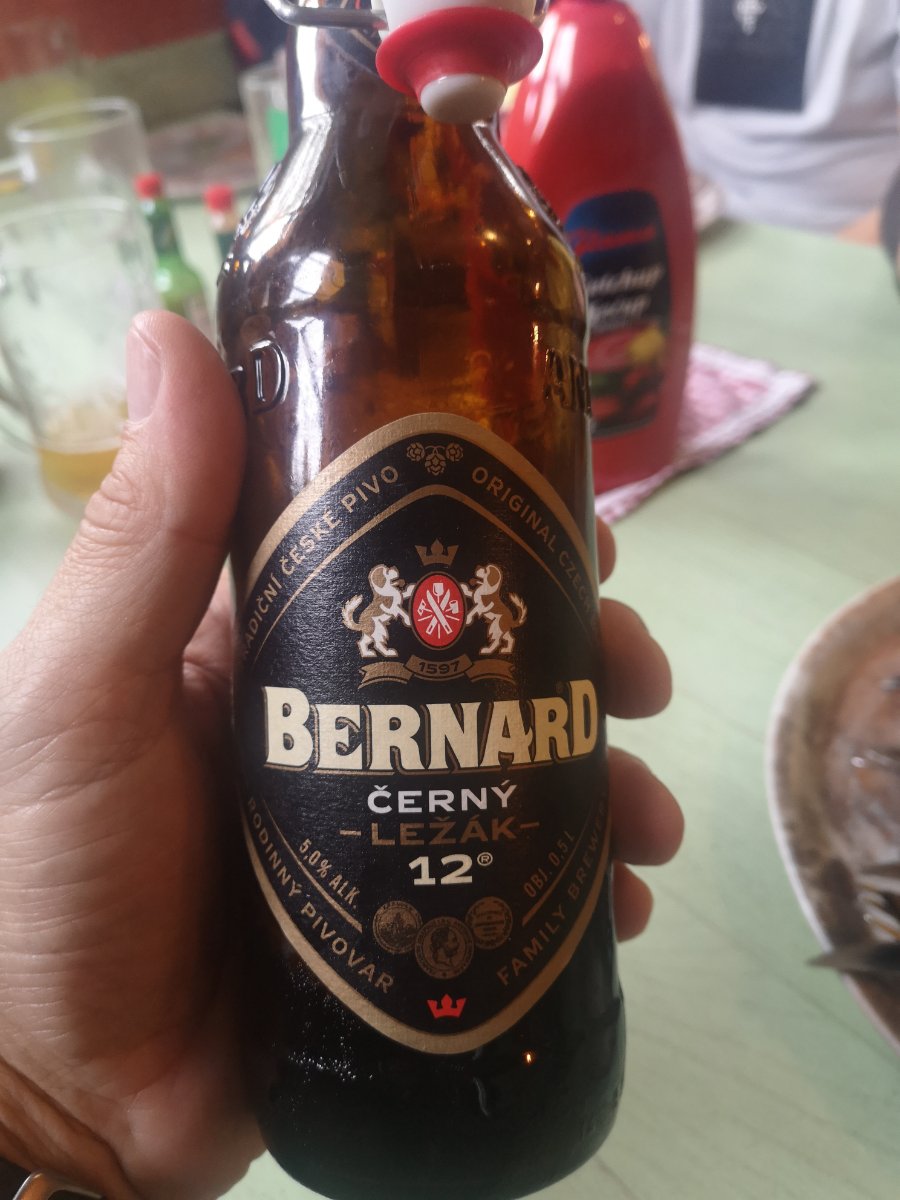 TRADIČNÍ ČESKÉ PIVO
ORIGINAL CZECH
1597
BERNARD
ČERNÝ
LEŽÁK
12®
5,0% ALK.
OBJ. 0,5 l
RODINNÝ PIVOVAR
FAMILY BREWERY